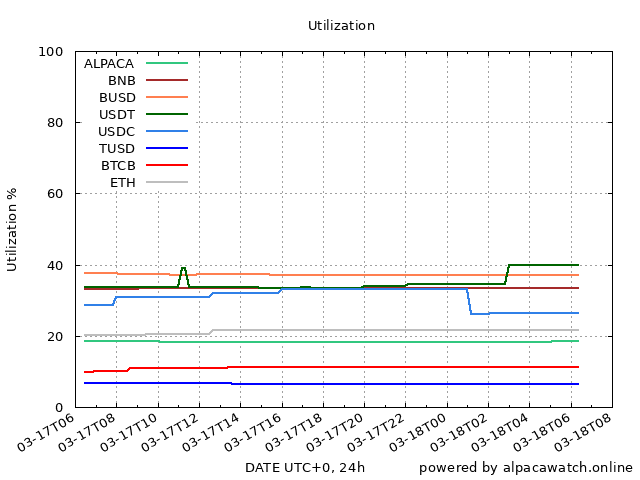 Utilization
100
80
60
40
20
0
Utilization %
ALPACA
BNB
BUSD
USDT
USDC
TUSD
BTCB
ETH
03-17T06
03-17T08
03-17T10
03-17T12
03-17T14
03-17T16
03-17T18
03-17T20
03-17T22
03-18T00
03-18T02
03-18T04
03-18T06
03-18T08
DATE UTC+0, 24h
powered by alpacawatch.online